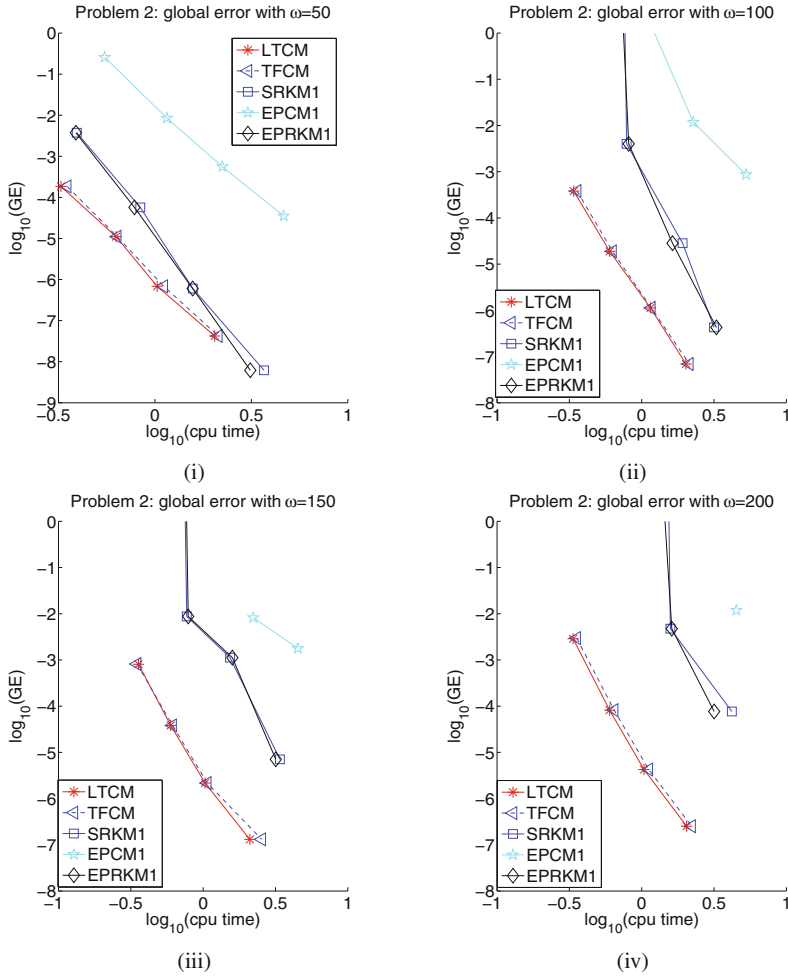 Problem 2: global error with ω=50
0
−1
−2
−3
−4
−5
−6
−7
−8
−9
log10(GE)
LTCM
TFCM
SRKM1
EPCM1
EPRKM1
−0.5
0
0.5
1
log10(cpu time)
(i)
Problem 2: global error with ω=100
0
−1
−2
−3
−4
−5
−6
−7
−8
log10(GE)
LTCM
TFCM
SRKM1
EPCM1
EPRKM1
−1
−0.5
0
0.5
1
log10(cpu time)
(ii)
Problem 2: global error with ω=150
0
−1
−2
−3
−4
−5
−6
−7
−8
log10(GE)
LTCM
TFCM
SRKM1
EPCM1
EPRKM1
−1
−0.5
0
0.5
1
log10(cpu time)
(iii)
Problem 2: global error with ω=200
0
−1
−2
−3
−4
−5
−6
−7
−8
log10(GE)
LTCM
TFCM
SRKM1
EPCM1
EPRKM1
−1
−0.5
0
0.5
1
log10(cpu time)
(iv)